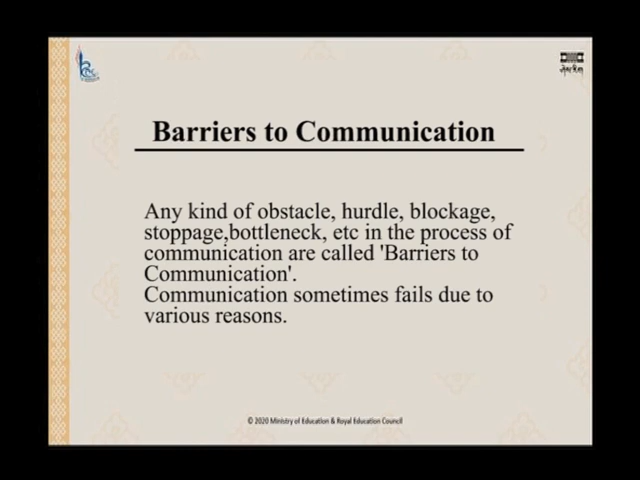 Barriers to Communication
Any kind of obstacle, hurdle, blockage,
stoppage,bottleneck, etc in the process of
communication are called 'Barriers to
Communication'.
Communication sometimes fails due to
various reasons.
© 2020 Ministry of Education & Royal Education Council